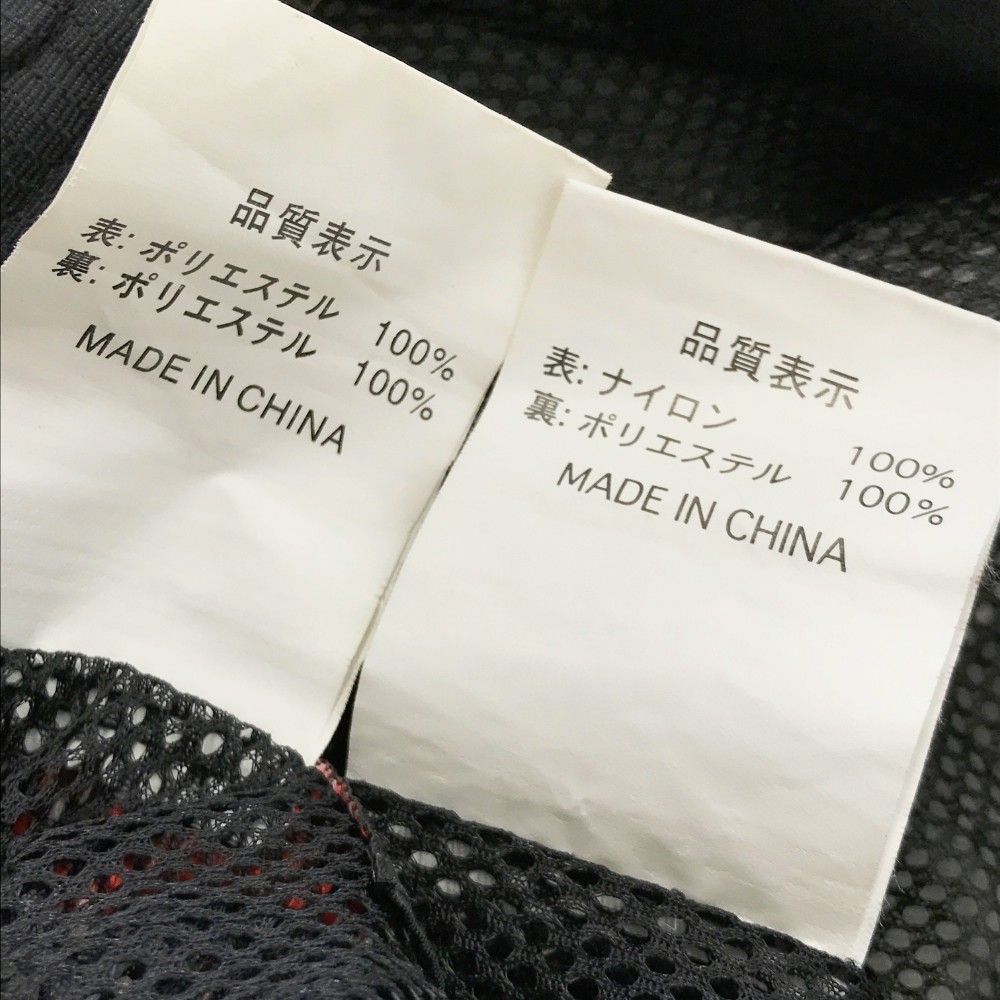 品質表示
表: ポリエステル 100%
裏: ポリエステル 100%
MADE IN CHINA
品質表示
表: ナイロン 100%
裏: ポリエステル 100%
MADE IN CHINA